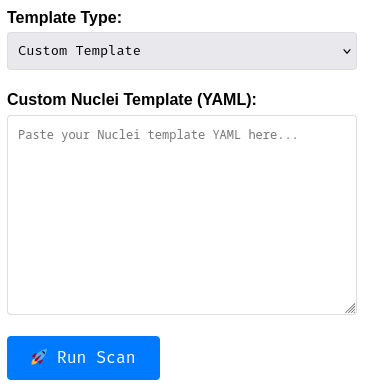 Template Type:
Custom Template
Custom Nuclei Template (YAML):
Paste your Nuclei template YAML here...
🚀 Run Scan